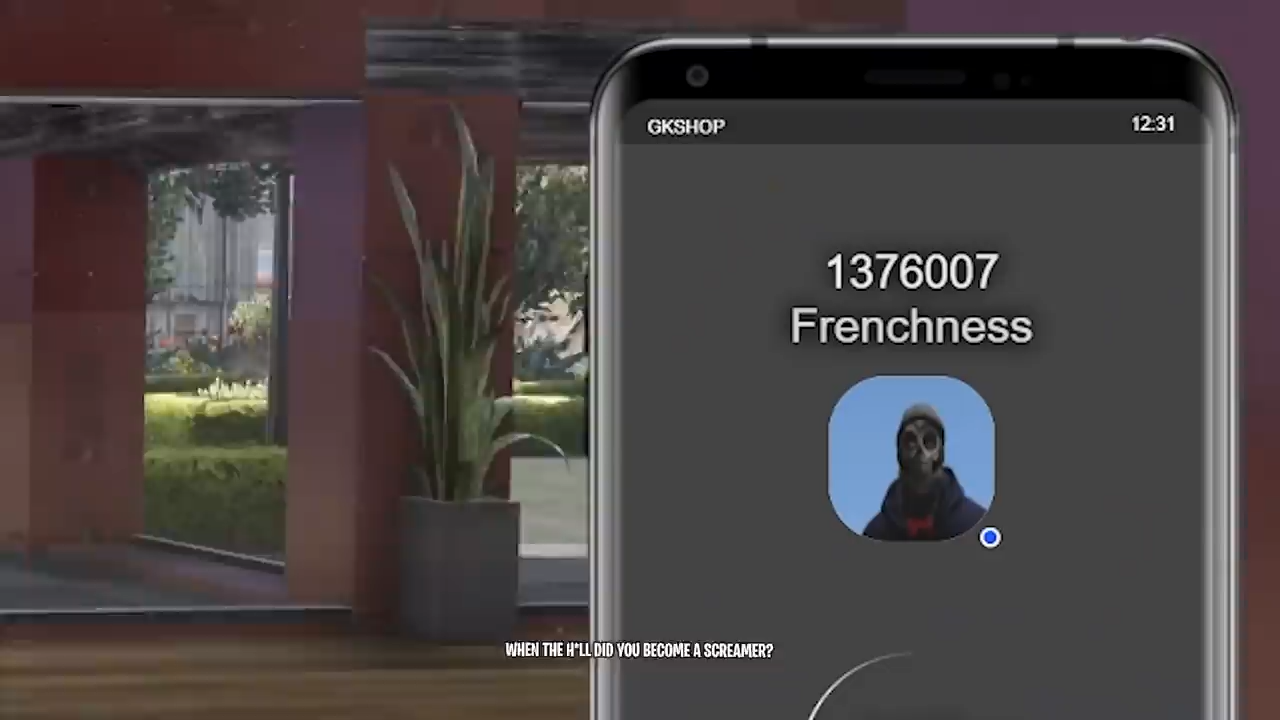 GKSHOP
12:31
1376007
Frenchness
WHEN THE H*LL DID YOU BECOME A SCREAMER?